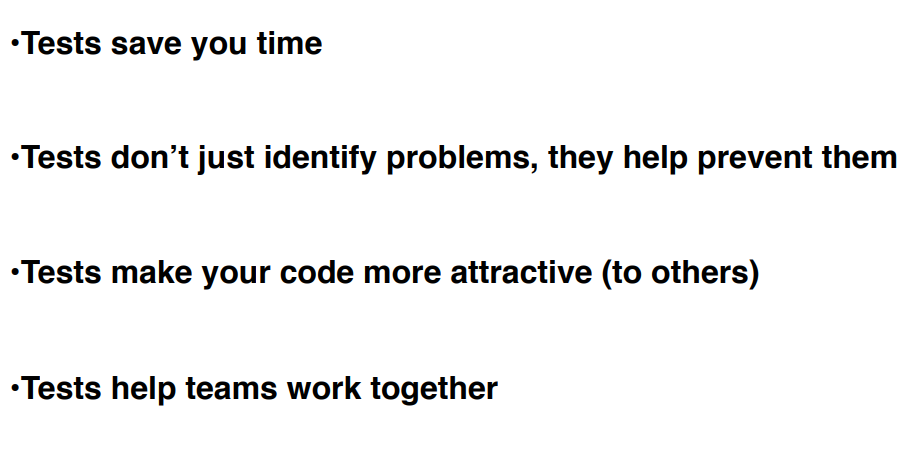 •Tests save you time
•Tests don’t just identify problems, they help prevent them
•Tests make your code more attractive (to others)
•Tests help teams work together